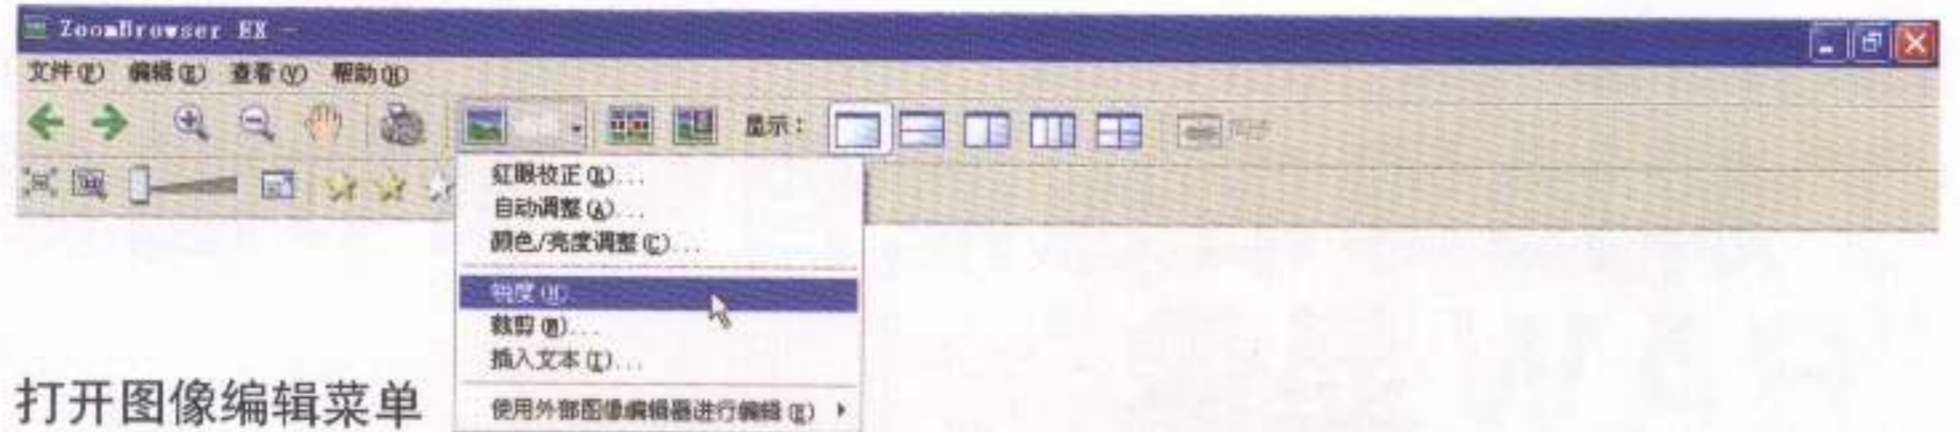 ZoomBrowser EX -
文件(F) 编辑(E) 查看(V) 帮助(H)
显示： 同步
红眼校正(R)...
自动调整(A)...
颜色/亮度调整(C)...
锐度
裁剪
插入文本(T)...
使用外部图像编辑器进行编辑(E)
打开图像编辑菜单